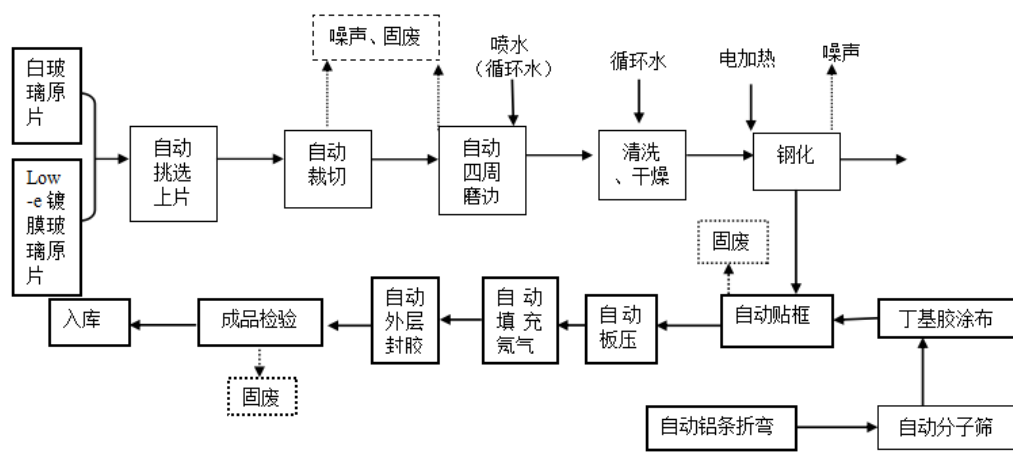 白玻
璃原
片
Low
-e 镀
膜玻
璃原
片
自动
挑选
上片
噪声、固废
自动
裁切
喷水
（循环水）
自动
四周
磨边
循环水
清洗
、干燥
电加热
噪声
钢化
固废
入库
成品检验
固废
自动
外层
封胶
自动
填充
氪气
自动
板压
自动贴框
丁基胶涂布
自动铝条折弯
自动分子筛